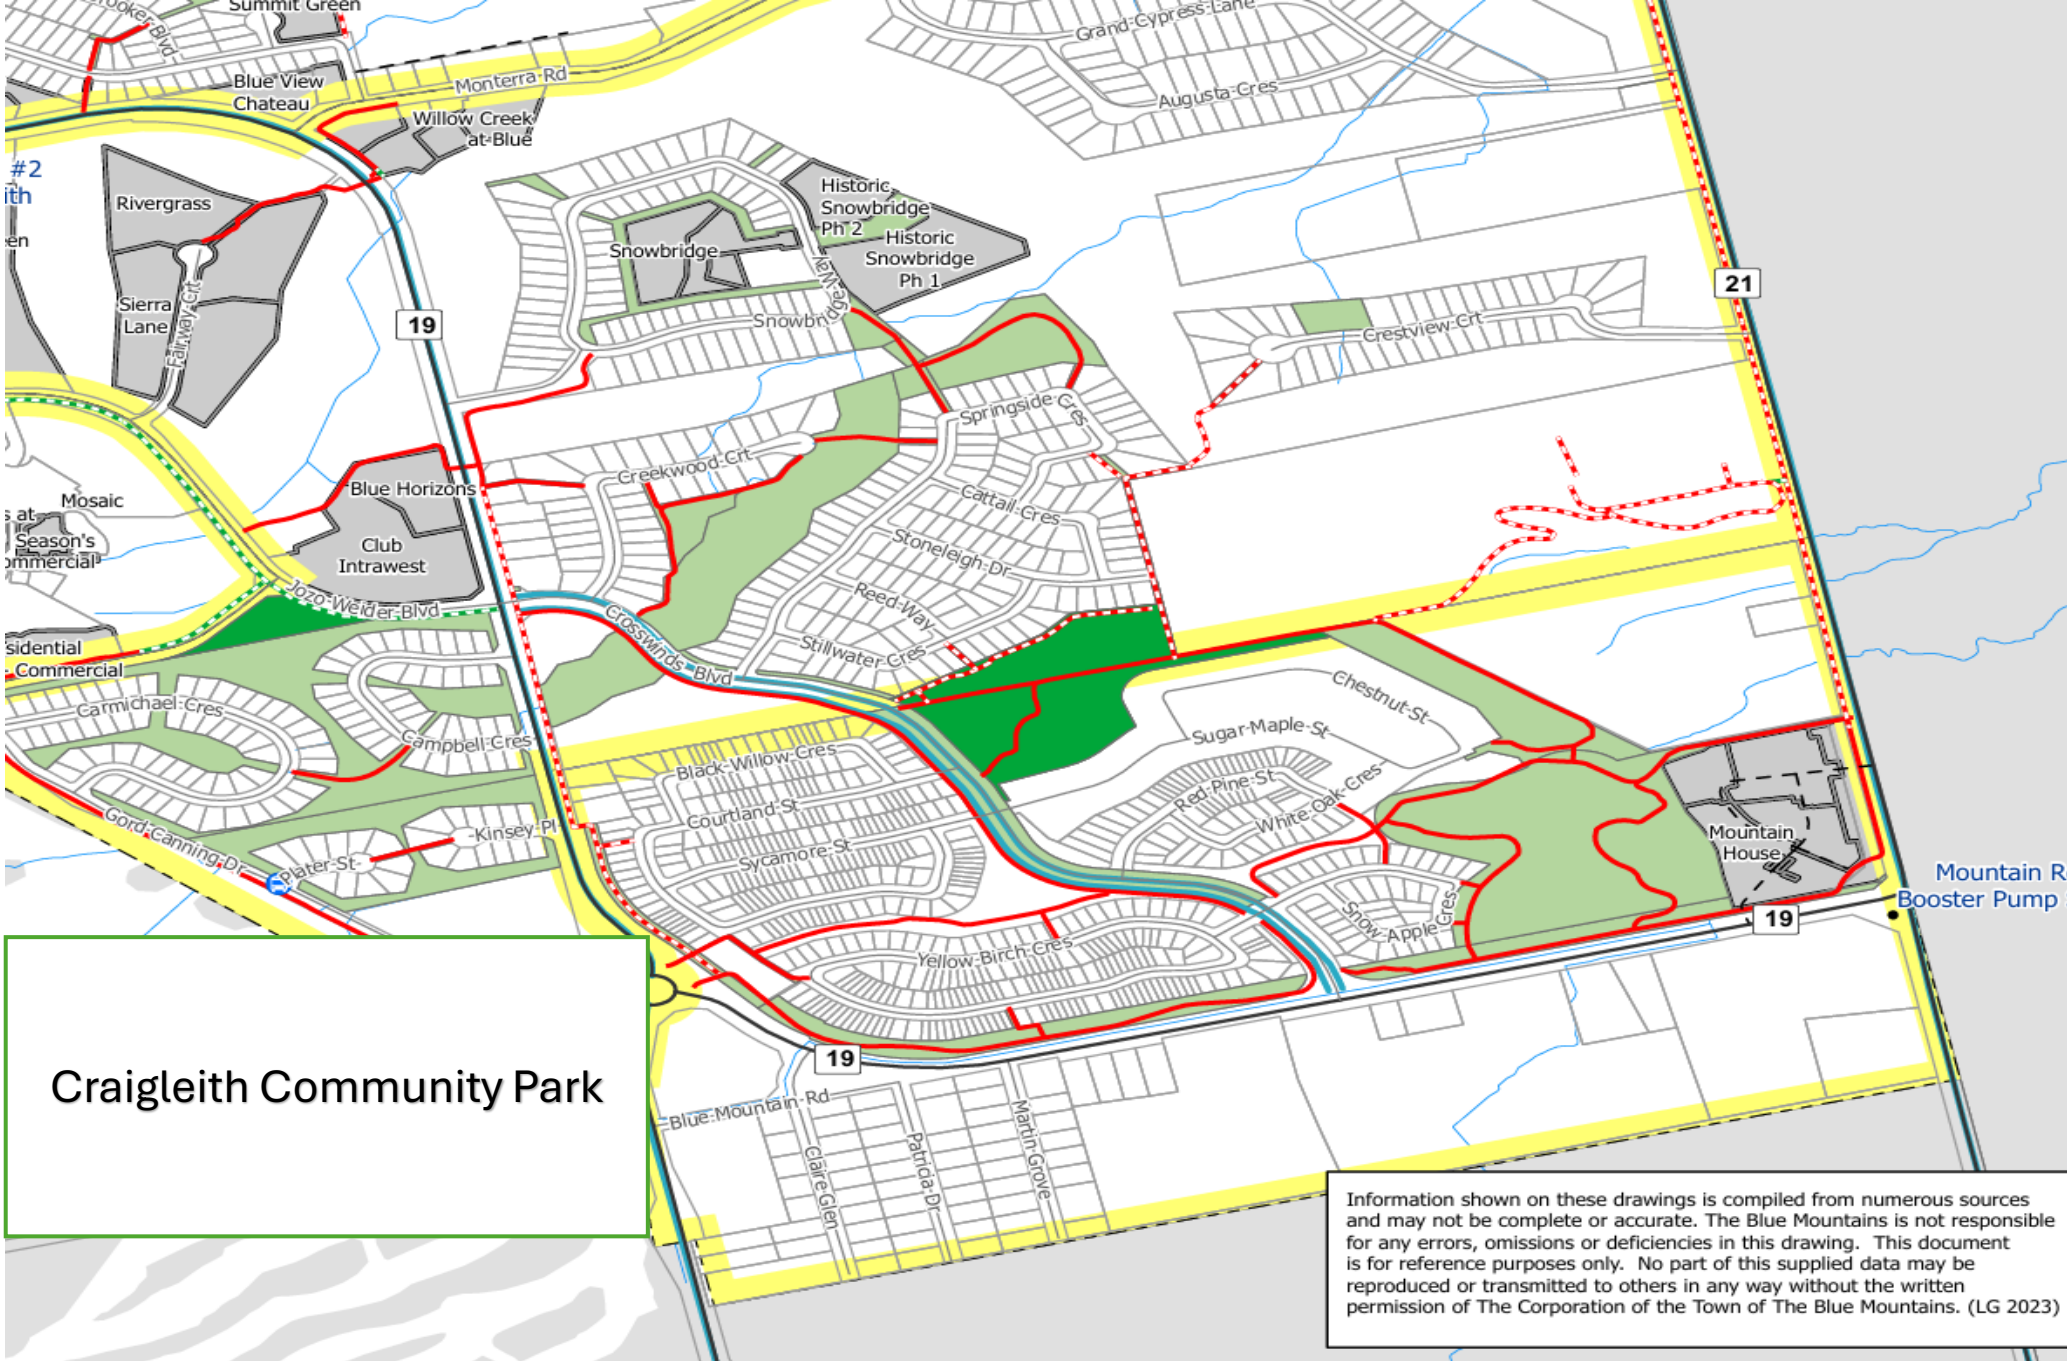 Summit Green
Grand Cypress Lane
Blue View
Chateau
Monterra Rd
Augusta Cres
Willow Creek
at Blue
#2
Rivergrass
Historic
Snowbridge
Ph 2
Historic
Snowbridge
Ph 1
Snowbridge
Sierra
Lane
Fairway Crt
19
21
Snowbridge Way
Crestview Crt
Springside Cres
Creekwood Crt
Blue Horizons
Mosaic
s at
Season's
Cattail Cres
Club
Intrawest
Stoneleigh Dr
Jozo Weider Blvd
Reed Way
Crosswinds Blvd
Stillwater Cres
Commercial
Carmichael Cres
Campbell Cres
Chestnut St
Sugar Maple St
Black Willow Cres
Red Pine St
Courtland St
White Oak Cres
Gord Canning Dr
Kinsey Pl
Plater St
Sycamore St
Mountain
House
Mountain R
Booster Pump
Snow Apple Cres
19
Yellow Birch Cres
19
Craigleith Community Park
Blue Mountain Rd
Claire Glen
Patricia Dr
Martin Grove
Information shown on these drawings is compiled from numerous sources
and may not be complete or accurate. The Blue Mountains is not responsible
for any errors, omissions or deficiencies in this drawing. This document
is for reference purposes only. No part of this supplied data may be
reproduced or transmitted to others in any way without the written
permission of The Corporation of the Town of The Blue Mountains. (LG 2023)